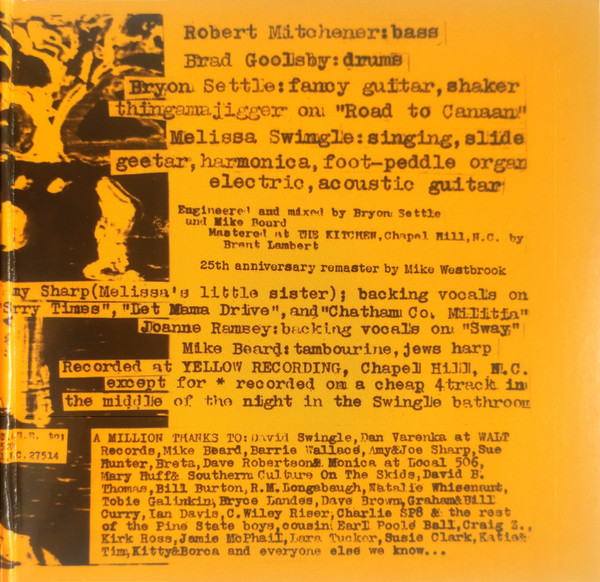 Robert Mitchener:bass
Brad Goolsby:drums
Bryon Settle:fancy guitar,shaker
thingamajigger on "Road to Canaan"
Melissa Swingle:singing,slide
geetar,harmonica,foot-peddle organ
electric,acoustic guitar
Engineered and mixed by Bryon Settle
and Mike Beard
Mastered at THE KITCHEN,Chapel Hill,N.C. by
Brent Lambert
25th anniversary remaster by Mike Westbrook
my Sharp(Melissa's little sister); backing vocals on
rry Times","Let Mama Drive",and"Chatham Co. Militia"
Joanne Ramsey:backing vocals on "Sway"
Mike Beard:tambourine,jews harp
Recorded at YELLOW RECORDING, Chapel Hill, N.C.
except for * recorded on a cheap 4track in
the middle of the night in the Swingle bathroom
to:
27514
A MILLION THANKS TO:David Swingle,Dan Varenka at WALT
Records,Mike Beard,Barrie Wallace,Amy&Joe Sharp,Sue
Hunter,Breta,Dave Robertson& Monica at Local 506,
Mary Huff& Southern Culture On The Skids,David B.
Thomas,Bill Burton,R.M.Longabaugh,Natalie Whisenant,
Tobie Galinkin,Bryce Landes,Dave Brown,Graham&Bill
Curry,Ian Davis,C.Wiley Riser,Charlie SP8 & the rest
of the Pine State boys,cousin Earl Poole Ball,Craig Z.,
Kirk Ross,Jamie McPhail,Lara Tucker,Susie Clark,Katie&
Tim,Kitty&Borca and everyone else we know...